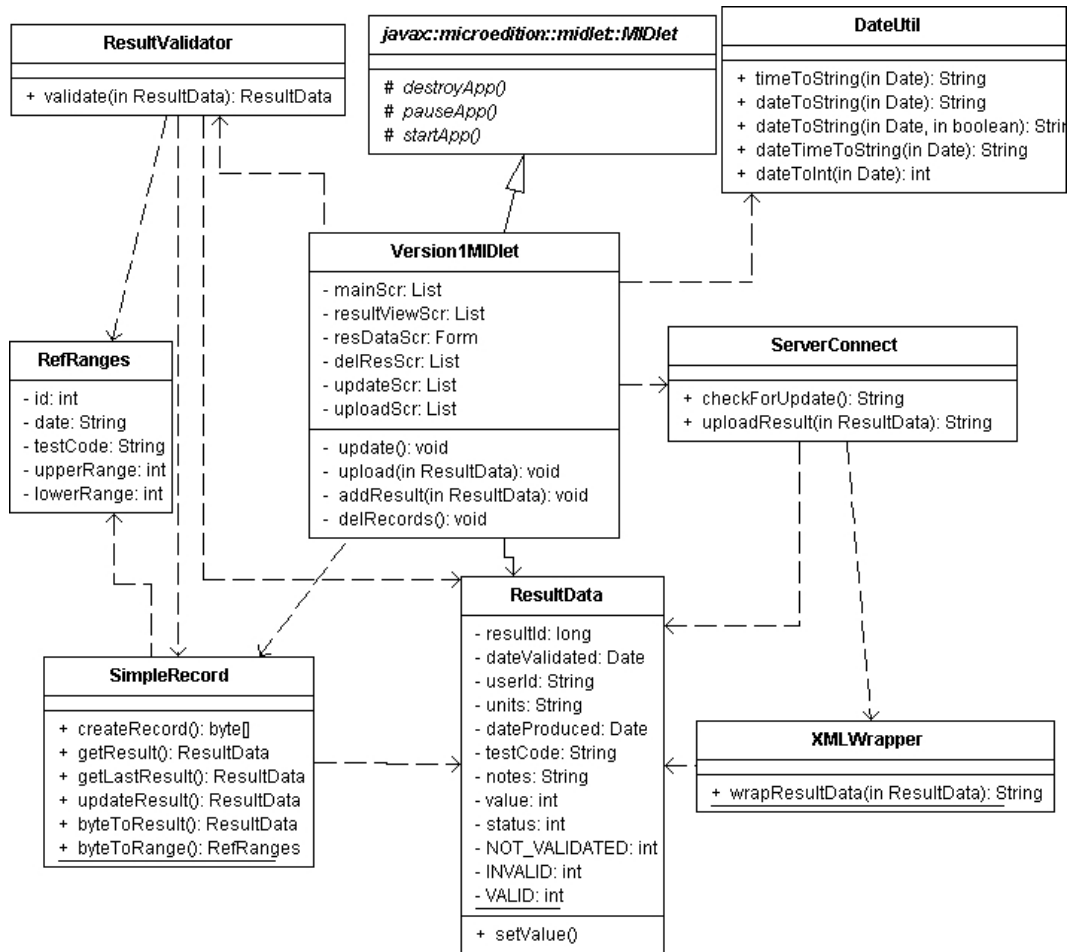 ResultValidator
+ validate(in ResultData): ResultData
javax::microedition::midlet::MIDlet
# destroyApp()
# pauseApp()
# startApp()
DateUtil
+ timeToString(in Date): String
+ dateToString(in Date): String
+ dateToString(in Date, in boolean): Strin
+ dateTimeToString(in Date): String
+ dateToInt(in Date): int
Version1MIDlet
- mainScr: List
- resultViewScr: List
- resDataScr: Form
- delResScr: List
- updateScr: List
- uploadScr: List
- update(): void
- upload(in ResultData): void
- addResult(in ResultData): void
- delRecords(): void
RefRanges
- id: int
- date: String
- testCode: String
- upperRange: int
- lowerRange: int
ServerConnect
+ checkForUpdate(): String
+ uploadResult(in ResultData): String
ResultData
- resultId: long
- dateValidated: Date
- userId: String
- units: String
- dateProduced: Date
- testCode: String
- notes: String
- value: int
- status: int
- NOT_VALIDATED: int
- INVALID: int
- VALID: int
+ setValue()
SimpleRecord
+ createRecord(): byte[]
+ getResult(): ResultData
+ getLastResult(): ResultData
+ updateResult(): ResultData
+ byteToResult(): ResultData
+ byteToRange(): RefRanges
XMLWrapper
+ wrapResultData(in ResultData): String